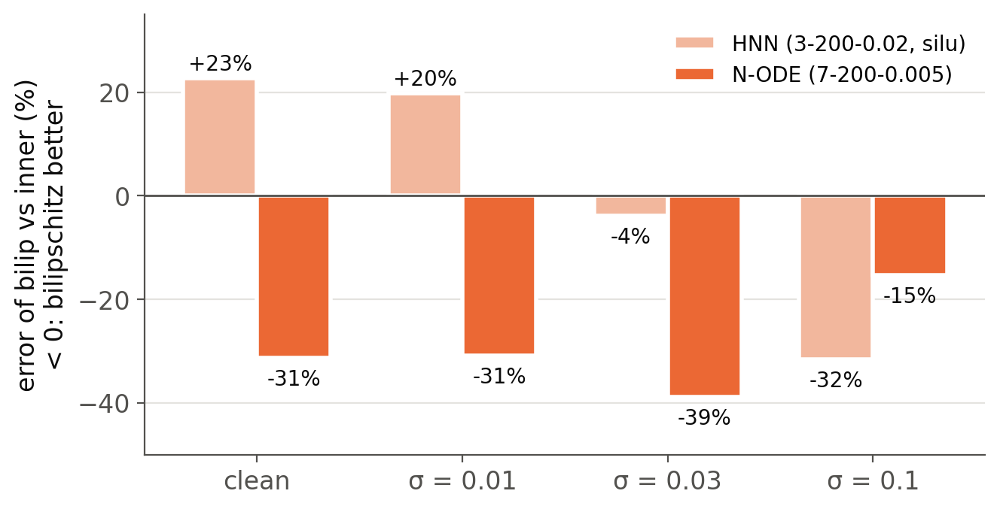 HNN (3-200-0.02, silu)
N-ODE (7-200-0.005)
error of bilip vs inner (%)
< 0: bilipschitz better
20
0
−20
−40
+23%
-31%
+20%
-31%
-4%
-39%
-32%
-15%
clean
σ = 0.01
σ = 0.03
σ = 0.1